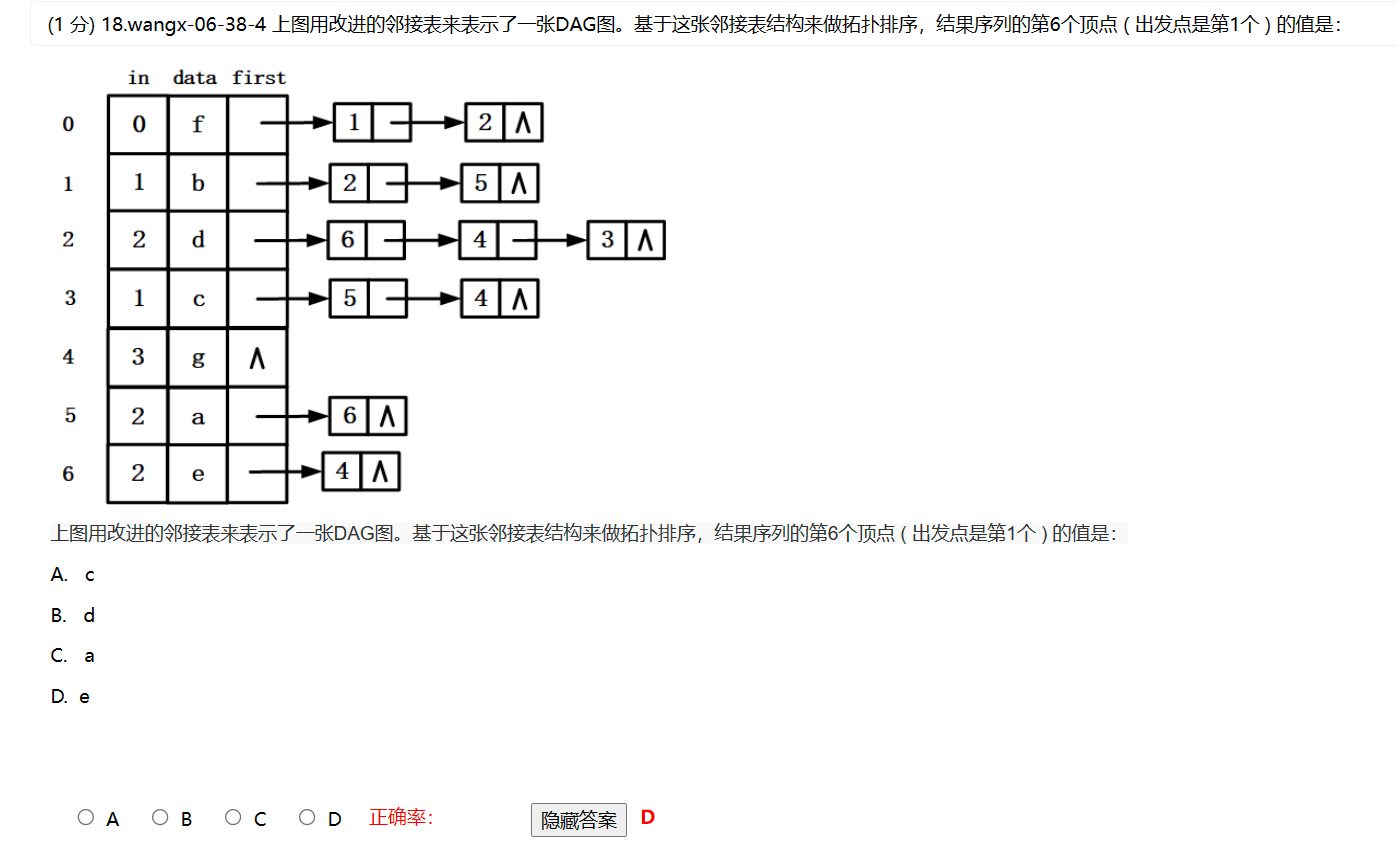 (1 分) 18.wangx-06-38-4 上图用改进的邻接表来表示了一张DAG图。基于这张邻接表结构来做拓扑排序，结果序列的第6个顶点 ( 出发点是第1个 ) 的值是：
in data first
0 0 f 1 2 ∧
1 1 b 2 5 ∧
2 2 d 6 4 3 ∧
3 1 c 5 4 ∧
4 3 g ∧
5 2 a 6 ∧
6 2 e 4 ∧
上图用改进的邻接表来表示了一张DAG图。基于这张邻接表结构来做拓扑排序，结果序列的第6个顶点 ( 出发点是第1个 ) 的值是：
A. c
B. d
C. a
D. e
A B C D 正确率: 隐藏答案 D